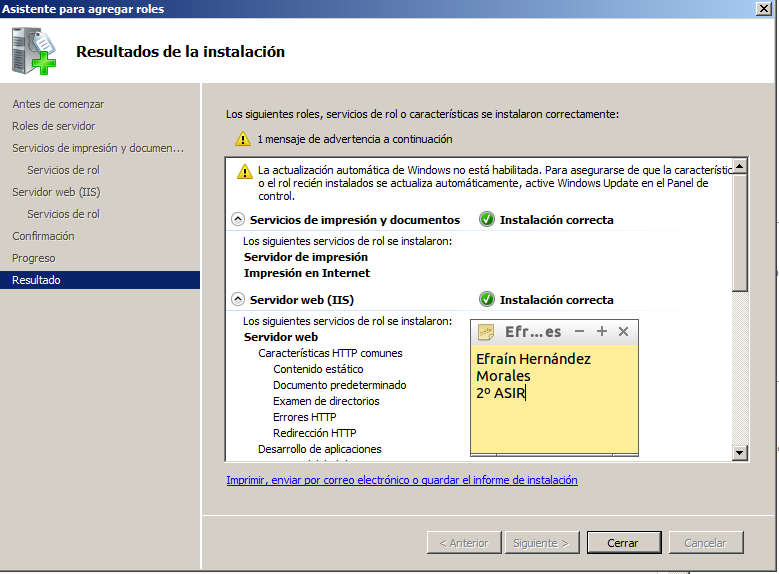 Asistente para agregar roles
Resultados de la instalación
Antes de comenzar
Roles de servidor
Servicios de impresión y documen...
Servicios de rol
Servidor web (IIS)
Servicios de rol
Confirmación
Progreso
Resultado
Los siguientes roles, servicios de rol o características se instalaron correctamente:
1 mensaje de advertencia a continuación
La actualización automática de Windows no está habilitada. Para asegurarse de que la caracterític
o el rol recién instalados se actualiza automáticamente, active Windows Update en el Panel de
control.
Servicios de impresión y documentos Instalación correcta
Los siguientes servicios de rol se instalaron:
Servidor de impresión
Impresión en Internet
Servidor web (IIS) Instalación correcta
Los siguientes servicios de rol se instalaron:
Servidor web
Características HTTP comunes
Contenido estático
Documento predeterminado
Examen de directorios
Errores HTTP
Redirección HTTP
Desarrollo de aplicaciones
Efr...es
Efraín Hernández
Morales
2º ASIR
Imprimir, enviar por correo electrónico o guardar el informe de instalación
< Anterior Siguiente > Cerrar Cancelar